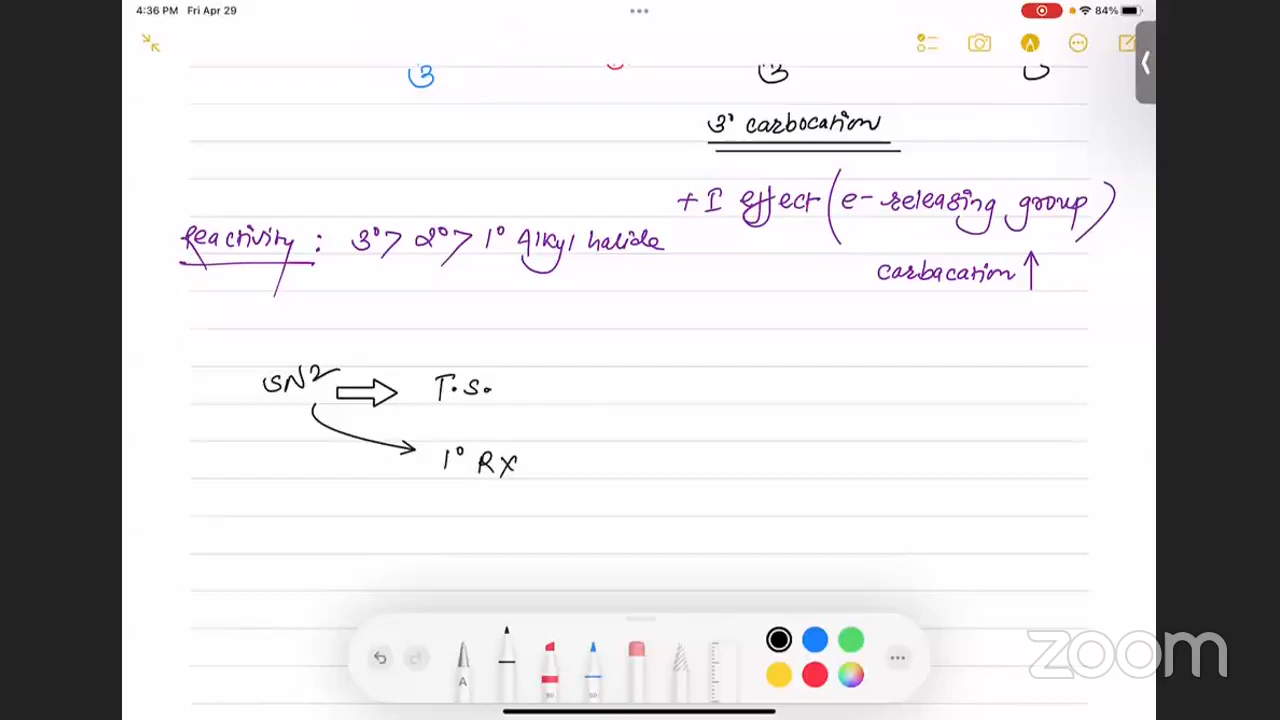 4:36 PM Fri Apr 29
84%
3° carbocation
+ I effect (e- releasing group)
Reactivity : 3° > 2° > 1° Alkyl halide
carbacation ↑
SN2 ⇒ T.S.
1° RX
zoom